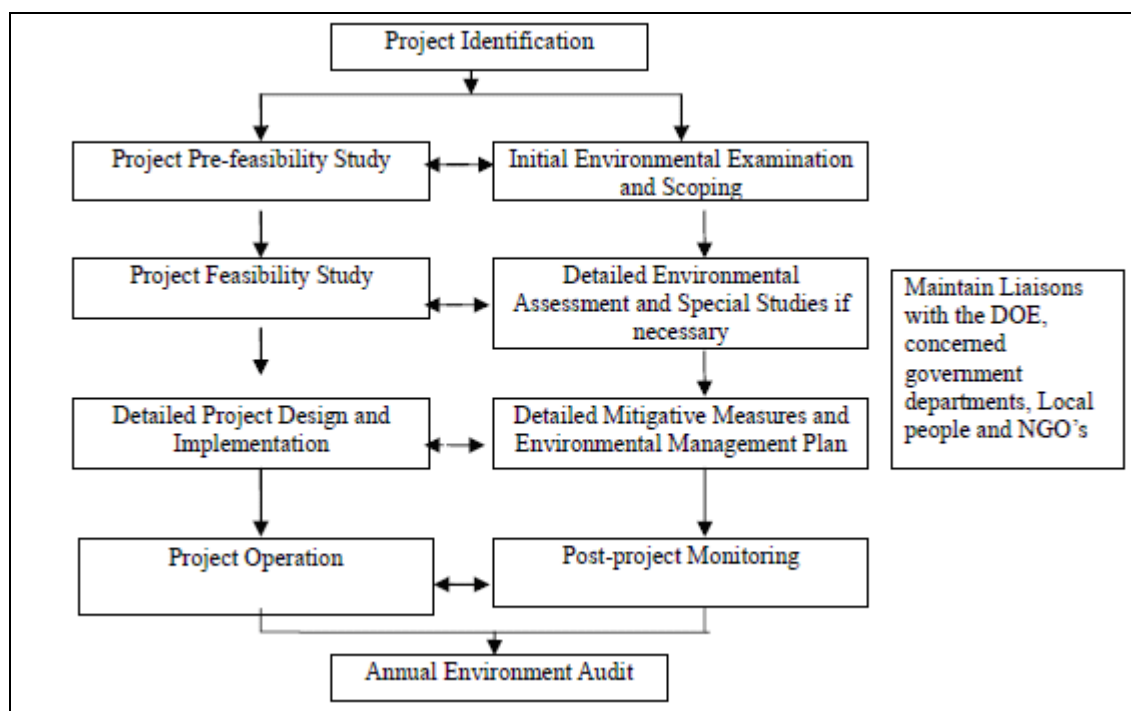 Project Identification
Project Pre-feasibility Study
Initial Environmental Examination
and Scoping
Project Feasibility Study
Detailed Environmental
Assessment and Special Studies if
necessary
Maintain Liaisons
with the DOE,
concerned
government
departments, Local
people and NGO's
Detailed Project Design and
Implementation
Detailed Mitigative Measures and
Environmental Management Plan
Project Operation
Post-project Monitoring
Annual Environment Audit